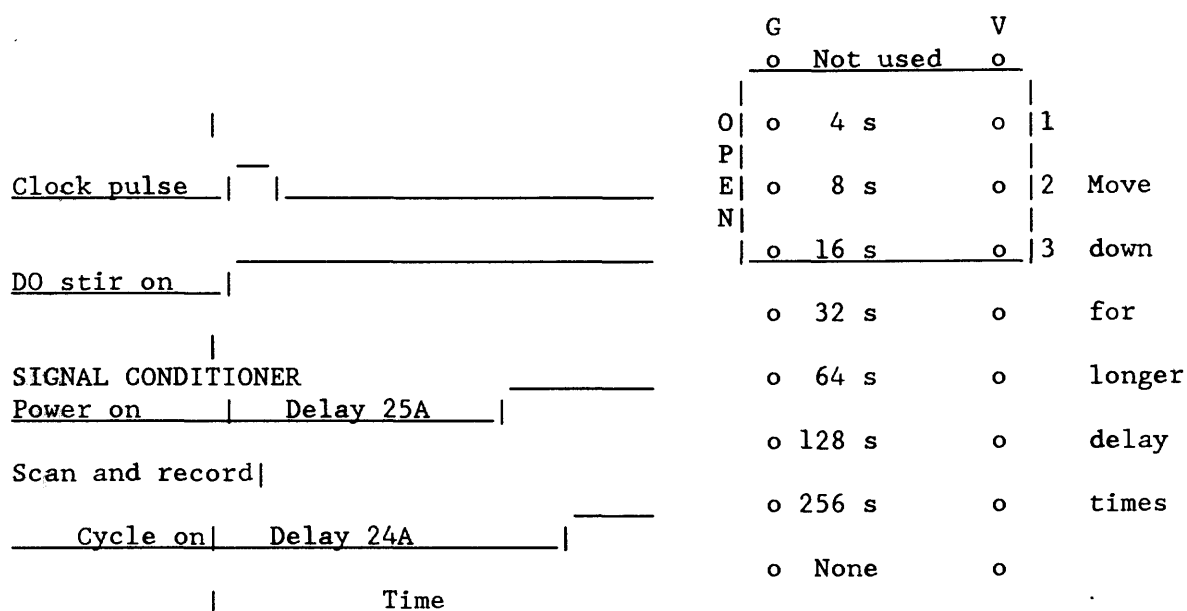 G V
o Not used o
O o 4 s o 1
P
Clock pulse
E o 8 s o 2 Move
N
o 16 s o 3 down
DO stir on
o 32 s o for
SIGNAL CONDITIONER
o 64 s o longer
Power on Delay 25A
o 128 s o delay
Scan and record
o 256 s o times
Cycle on Delay 24A
o None o
Time